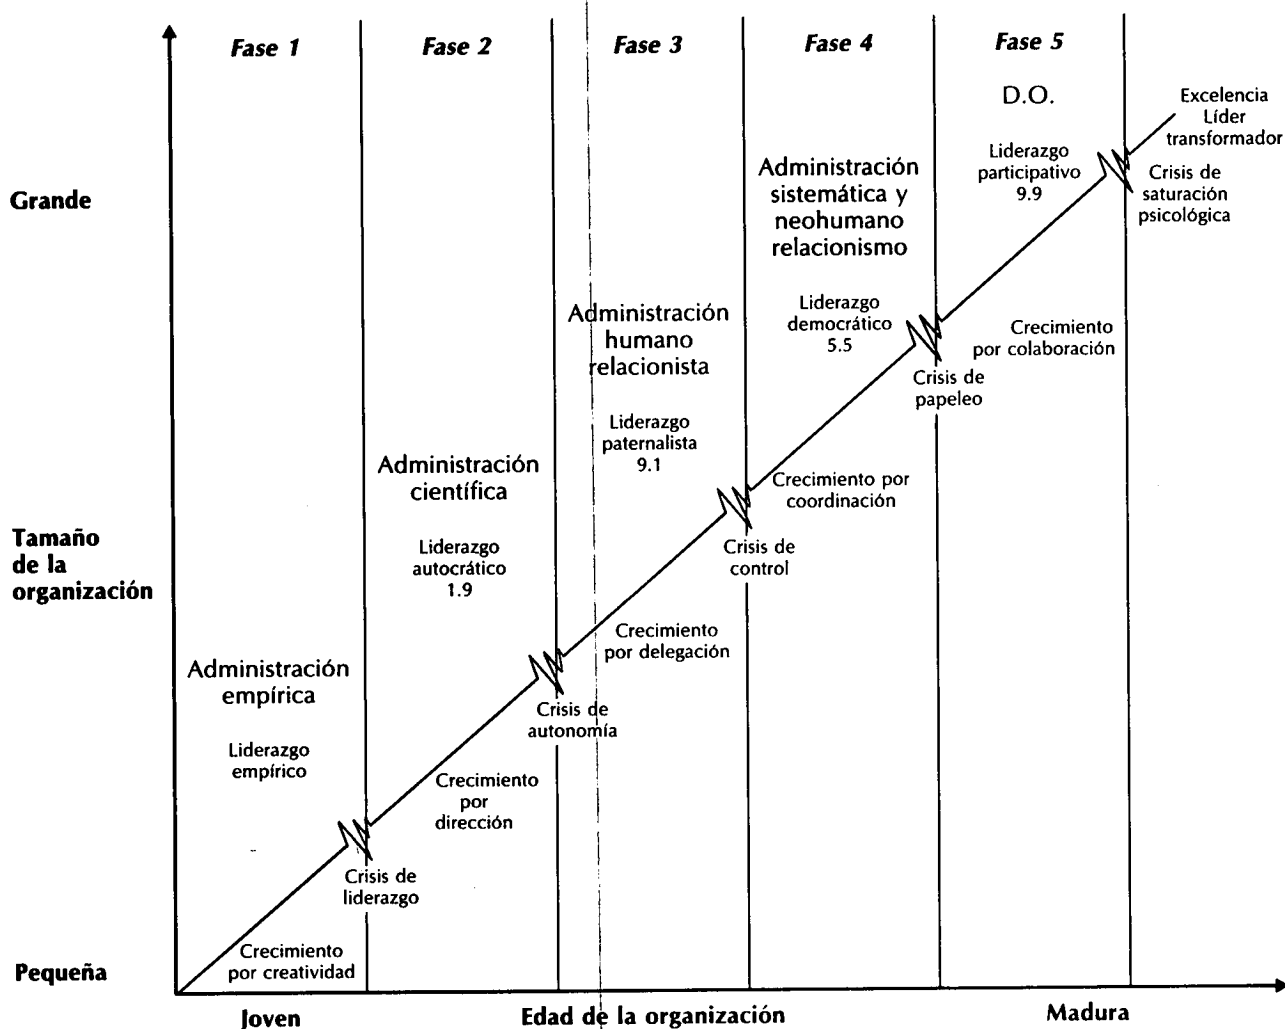 Fase 1
Fase 2
Fase 3
Fase 4
Fase 5
D.O.
Excelencia
Líder
transformador
Liderazgo
participativo
9.9
Crisis de
saturación
psicológica
Grande
Administración
sistemática y
neohumano
relacionismo
Liderazgo
democrático
5.5
Crecimiento
por colaboración
Crisis de
papeleo
Administración
humano
relacionista
Liderazgo
paternalista
9.1
Crecimiento por
coordinación
Crisis de
control
Administración
científica
Liderazgo
autocrático
1.9
Tamaño
de la
organización
Crecimiento
por delegación
Crisis de
autonomía
Administración
empírica
Liderazgo
empírico
Crecimiento
por
dirección
Crisis de
liderazgo
Crecimiento
por creatividad
Pequeña
Joven
Edad de la organización
Madura